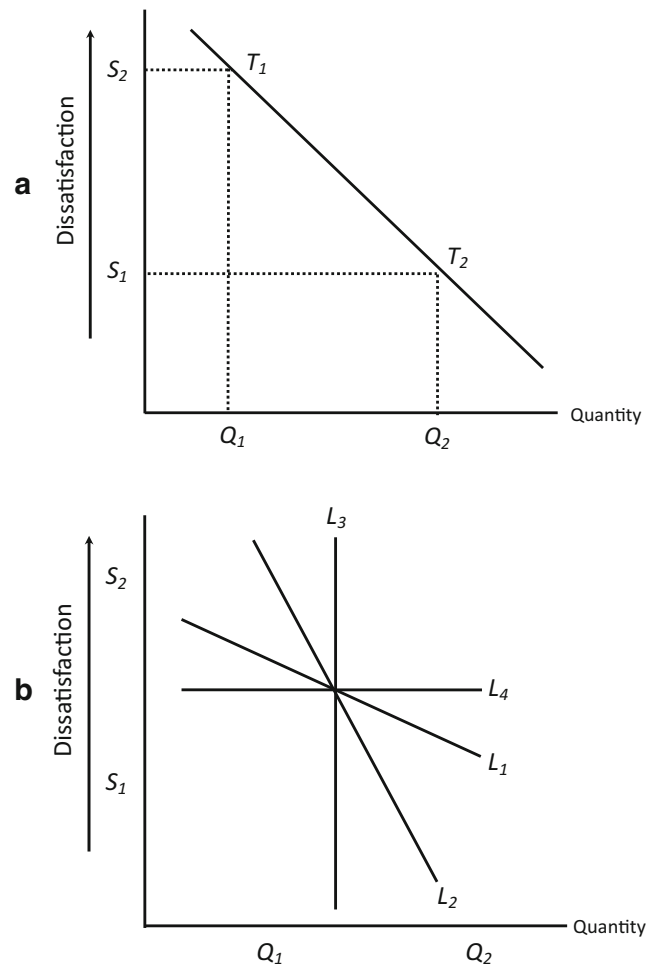 S₂
T₁
Dissatisfaction
a
S₁
T₂
Quantity
Q₁
Q₂
L₃
S₂
Dissatisfaction
b
L₄
L₁
S₁
L₂
Quantity
Q₁
Q₂